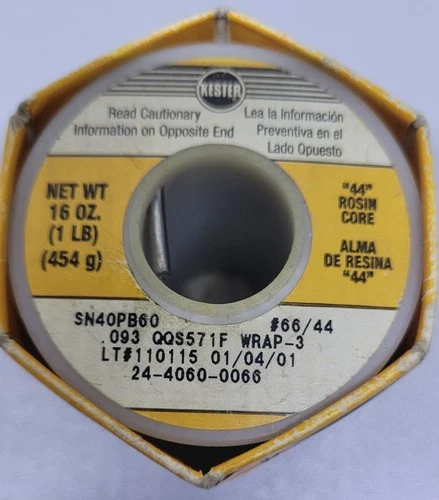 KESTER
Read Cautionary
Information on Opposite End
Lea la Información
Preventiva en el
Lado Opuesto
NET WT
16 OZ.
(1 LB)
(454 g)
"44"
ROSIN
CORE
ALMA
DE RESINA
"44"
SN40PB60 #66/44
.093 QQS571F WRAP-3
LT#110115 01/04/01
24-4060-0066